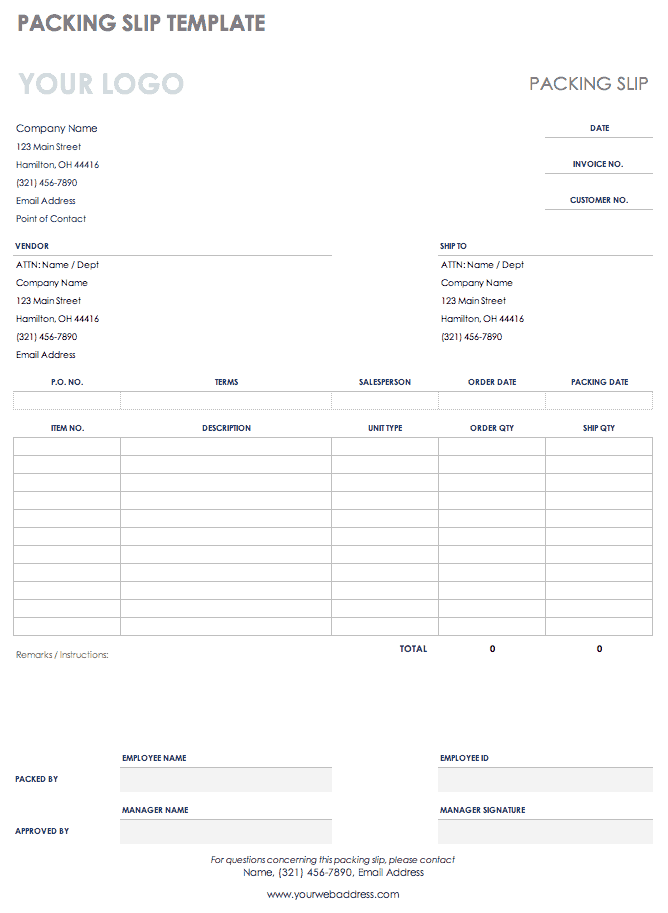 PACKING SLIP TEMPLATE
YOUR LOGO
PACKING SLIP
Company Name
123 Main Street
Hamilton, OH 44416
(321) 456-7890
Email Address
Point of Contact
DATE
INVOICE NO.
CUSTOMER NO.
VENDOR
ATTN: Name / Dept
Company Name
123 Main Street
Hamilton, OH 44416
(321) 456-7890
Email Address
SHIP TO
ATTN: Name / Dept
Company Name
123 Main Street
Hamilton, OH 44416
(321) 456-7890
P.O. NO. TERMS SALESPERSON ORDER DATE PACKING DATE
ITEM NO. DESCRIPTION UNIT TYPE ORDER QTY SHIP QTY
TOTAL 0 0
Remarks / Instructions:
EMPLOYEE NAME EMPLOYEE ID
PACKED BY
MANAGER NAME MANAGER SIGNATURE
APPROVED BY
For questions concerning this packing slip, please contact
Name, (321) 456-7890, Email Address
www.yourwebaddress.com